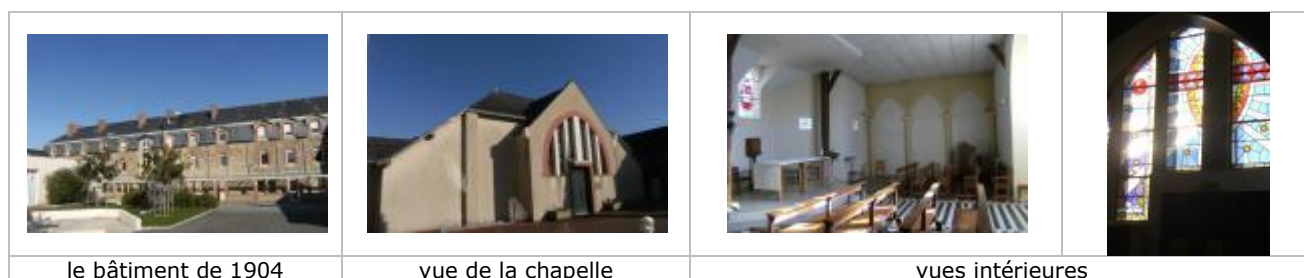 le bâtiment de 1904
vue de la chapelle
vues intérieures